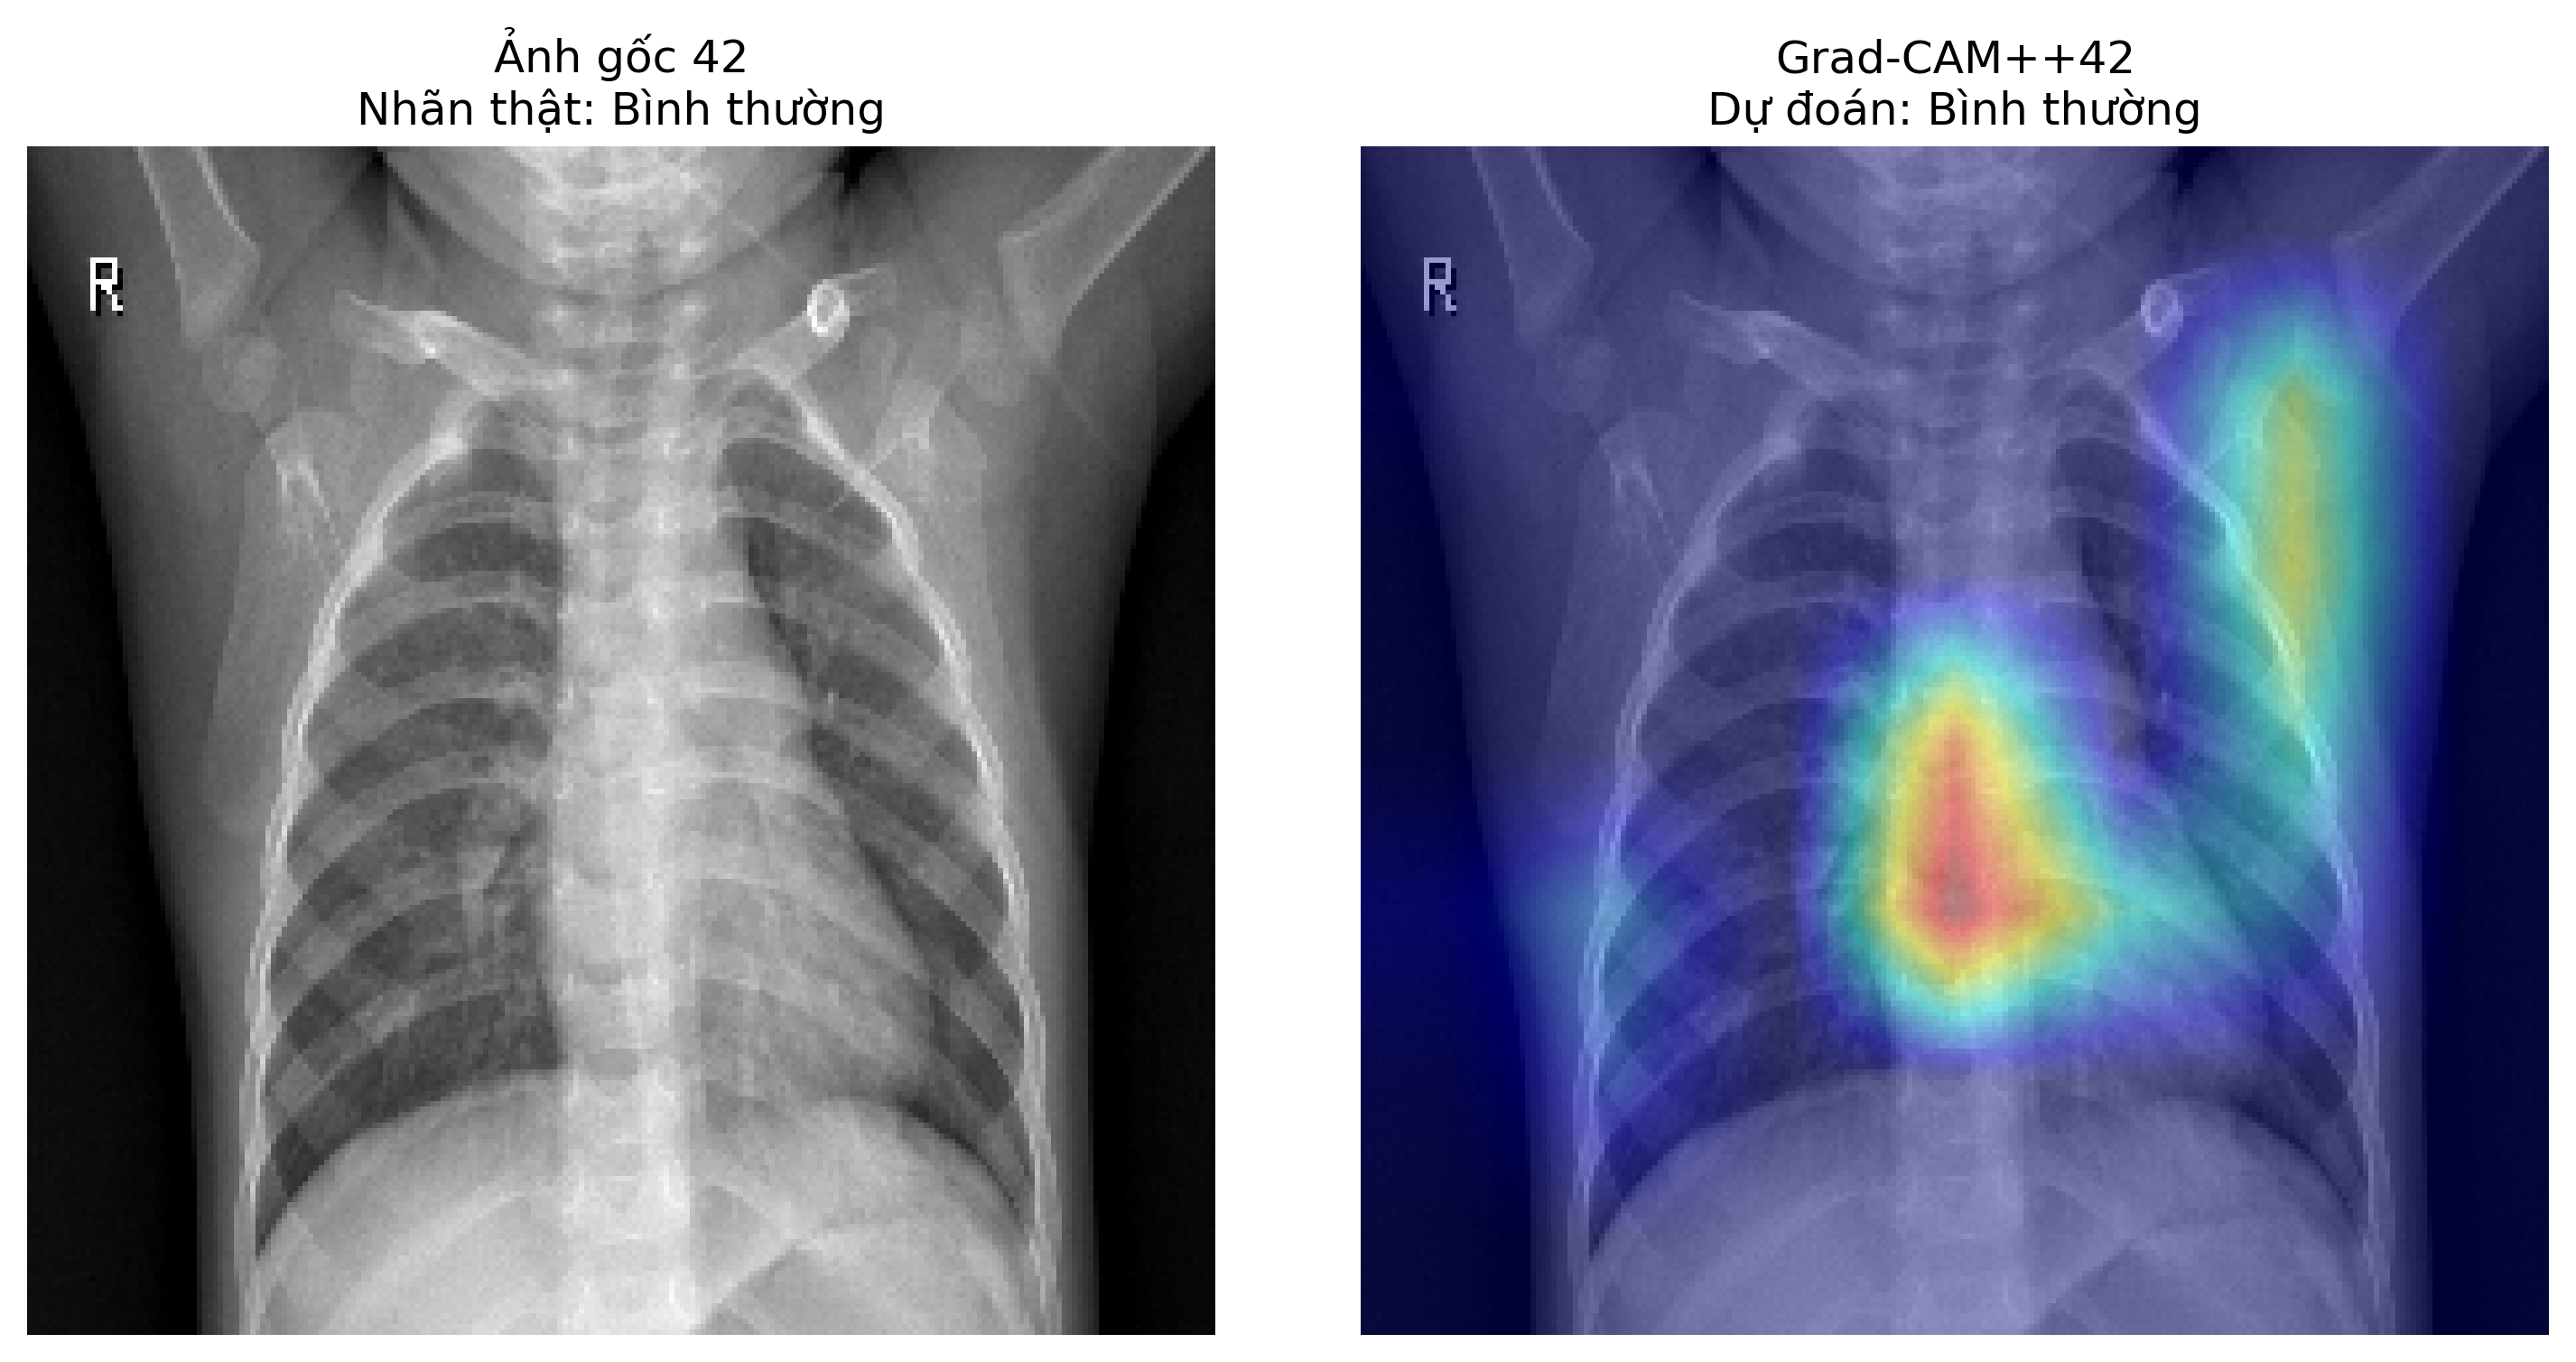 Ảnh gốc 42
Nhãn thật: Bình thường
Grad-CAM++42
Dự đoán: Bình thường
R
R